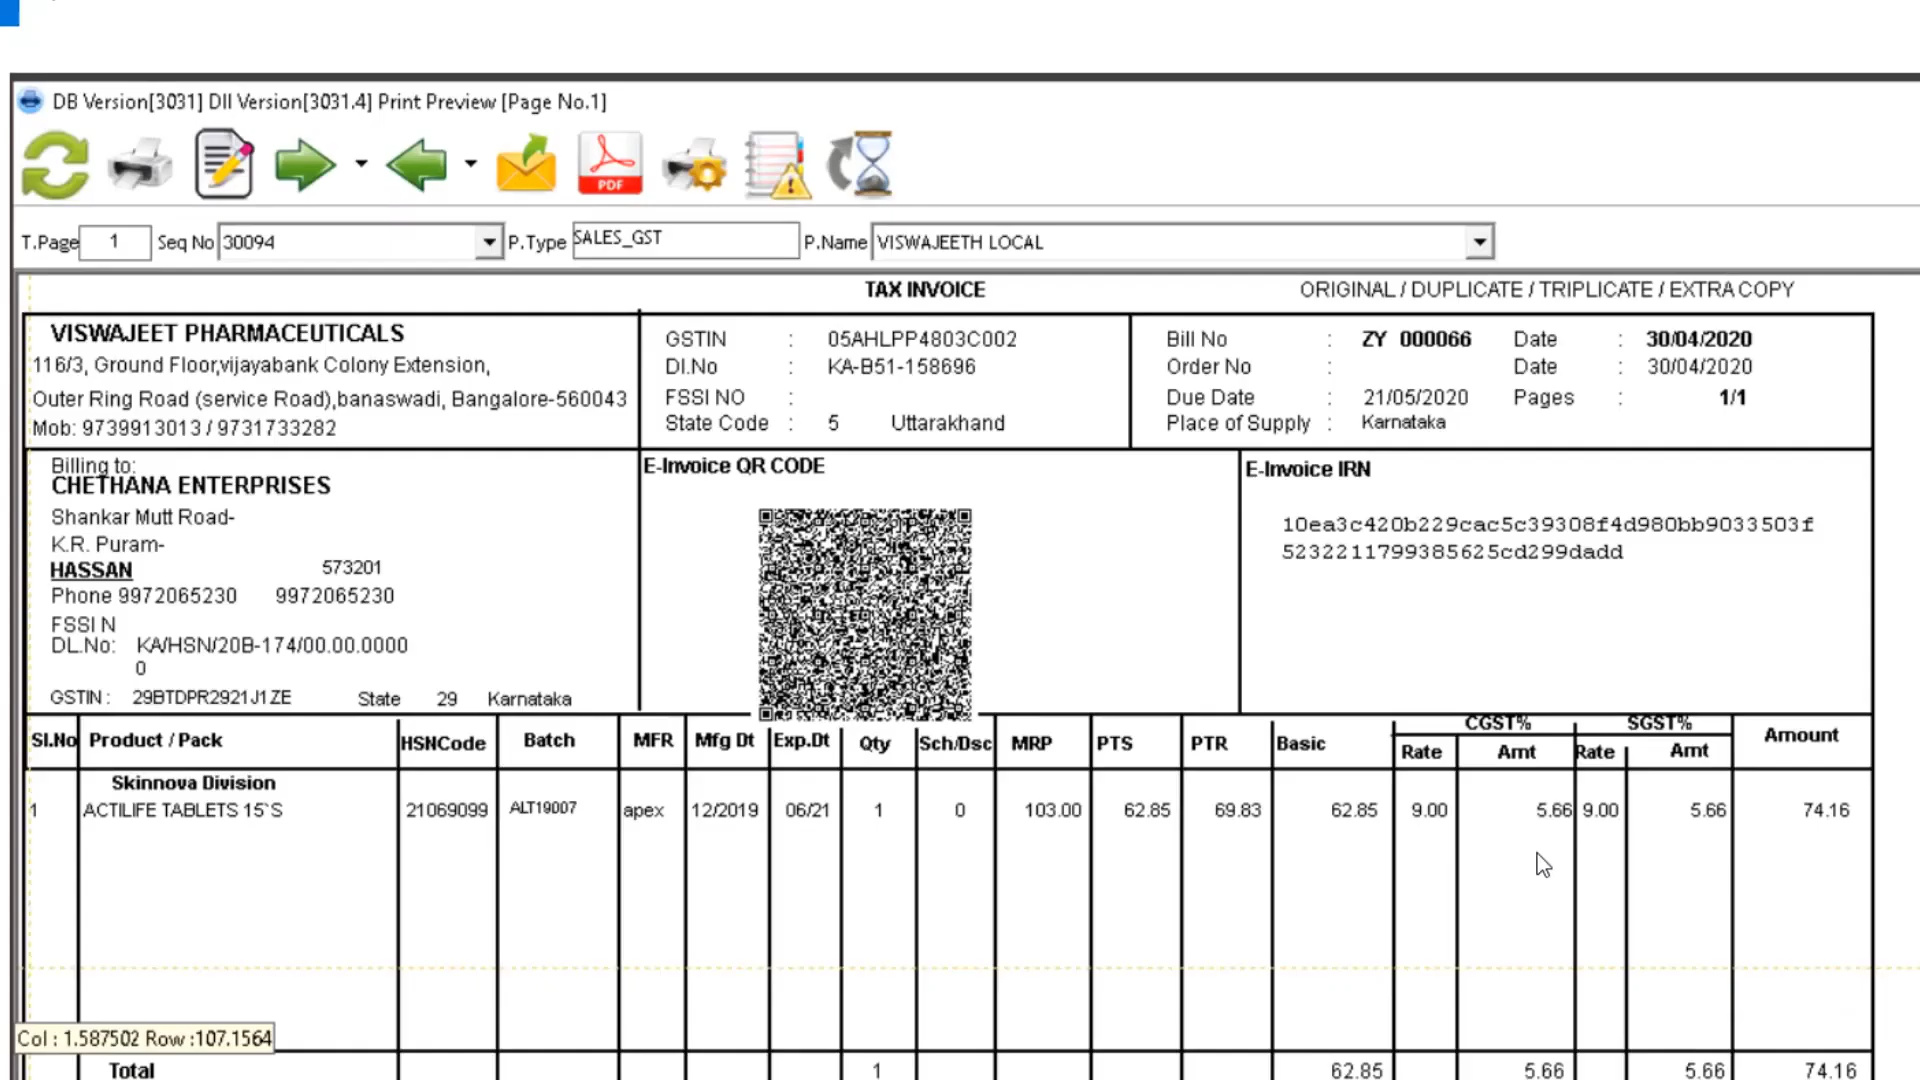 DB Version[3031] Dll Version[3031.4] Print Preview [Page No.1]
PDF
T.Page 1 Seq No 30094 P.Type SALES_GST P.Name VISWAJEETH LOCAL
TAX INVOICE ORIGINAL / DUPLICATE / TRIPLICATE / EXTRA COPY
VISWAJEET PHARMACEUTICALS
116/3, Ground Floor,vijayabank Colony Extension,
Outer Ring Road (service Road),banaswadi, Bangalore-560043
Mob: 9739913013 / 9731733282
GSTIN : 05AHLPP4803C002
Dl.No : KA-B51-158696
FSSI NO :
State Code : 5 Uttarakhand
Bill No : ZY 000066 Date : 30/04/2020
Order No : Date : 30/04/2020
Due Date : 21/05/2020 Pages : 1/1
Place of Supply : Karnataka
Billing to:
CHETHANA ENTERPRISES
Shankar Mutt Road-
K.R. Puram-
HASSAN 573201
Phone 9972065230 9972065230
FSSI N
DL.No: KA/HSN/20B-174/00.00.0000
0
GSTIN : 29BTDPR2921J1ZE State 29 Karnataka
E-Invoice QR CODE
E-Invoice IRN
10ea3c420b229cac5c39308f4d980bb9033503f
5232211799385625cd299dadd
Sl.No Product / Pack HSNCode Batch MFR Mfg Dt Exp.Dt Qty Sch/Dsc MRP PTS PTR Basic CGST% SGST% Amount
Rate Amt Rate Amt
Skinnova Division
1 ACTILIFE TABLETS 15`S 21069099 ALT19007 apex 12/2019 06/21 1 0 103.00 62.85 69.83 62.85 9.00 5.66 9.00 5.66 74.16
Col : 1.587502 Row :107.1564
Total 1 62.85 5.66 5.66 74.16